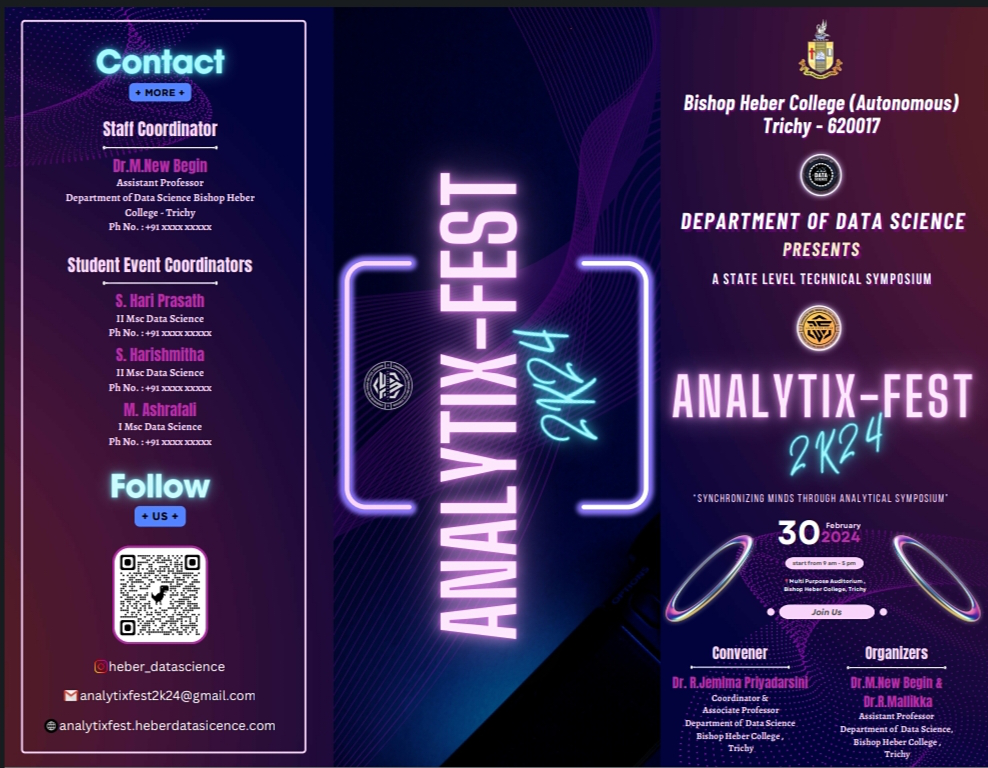 Contact
+ MORE +
Staff Coordinator
Dr.M.New Begin
Assistant Professor
Department of Data Science Bishop Heber
College - Trichy
Ph No. : +91 xxxx xxxxx
Student Event Coordinators
S. Hari Prasath
II Msc Data Science
Ph No. : +91 xxxx xxxxx
S. Harishmitha
II Msc Data Science
Ph No. : +91 xxxx xxxxx
M. Ashrafali
I Msc Data Science
Ph No. : +91 xxxx xxxxx
Follow
+ US +
heber_datascience
analytixfest2k24@gmail.com
analytixfest.heberdatasicence.com
ANALYTIX-FEST
2K24
Bishop Heber College (Autonomous)
Trichy - 620017
DATA
DEPARTMENT OF DATA SCIENCE
PRESENTS
A STATE LEVEL TECHNICAL SYMPOSIUM
ANALYTIX-FEST
2K24
"SYNCHRONIZING MINDS THROUGH ANALYTICAL SYMPOSIUM"
30 February
2024
start from 9 am - 5 pm
Multi Purpose Auditorium ,
Bishop Heber College, Trichy
Join Us
Convener
Dr. R.Jemima Priyadarsini
Coordinator &
Associate Professor
Department of Data Science
Bishop Heber College ,
Trichy
Organizers
Dr.M.New Begin &
Dr.R.Mallikka
Assistant Professor
Department of Data Science,
Bishop Heber College ,
Trichy